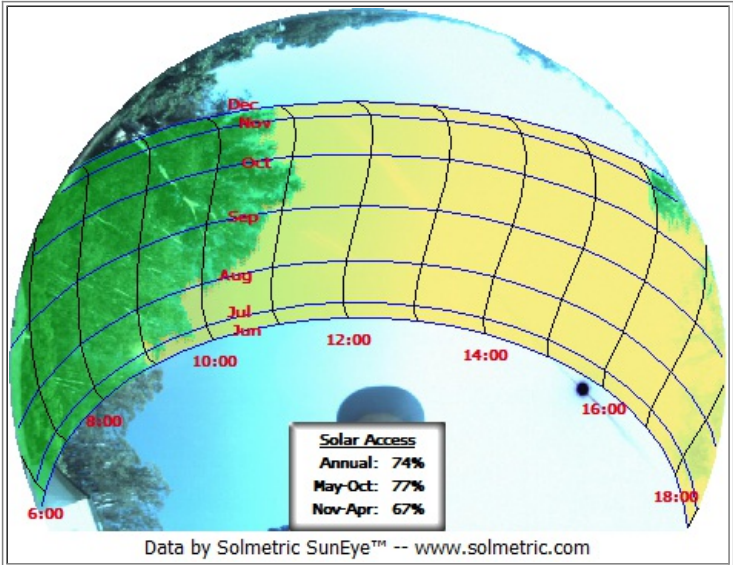 Dec
Nov
Oct
Sep
Aug
Jul
Jun
12:00
10:00
14:00
8:00
16:00
6:00
18:00
Solar Access
Annual: 74%
May-Oct: 77%
Nov-Apr: 67%
Data by Solmetric SunEye™ -- www.solmetric.com